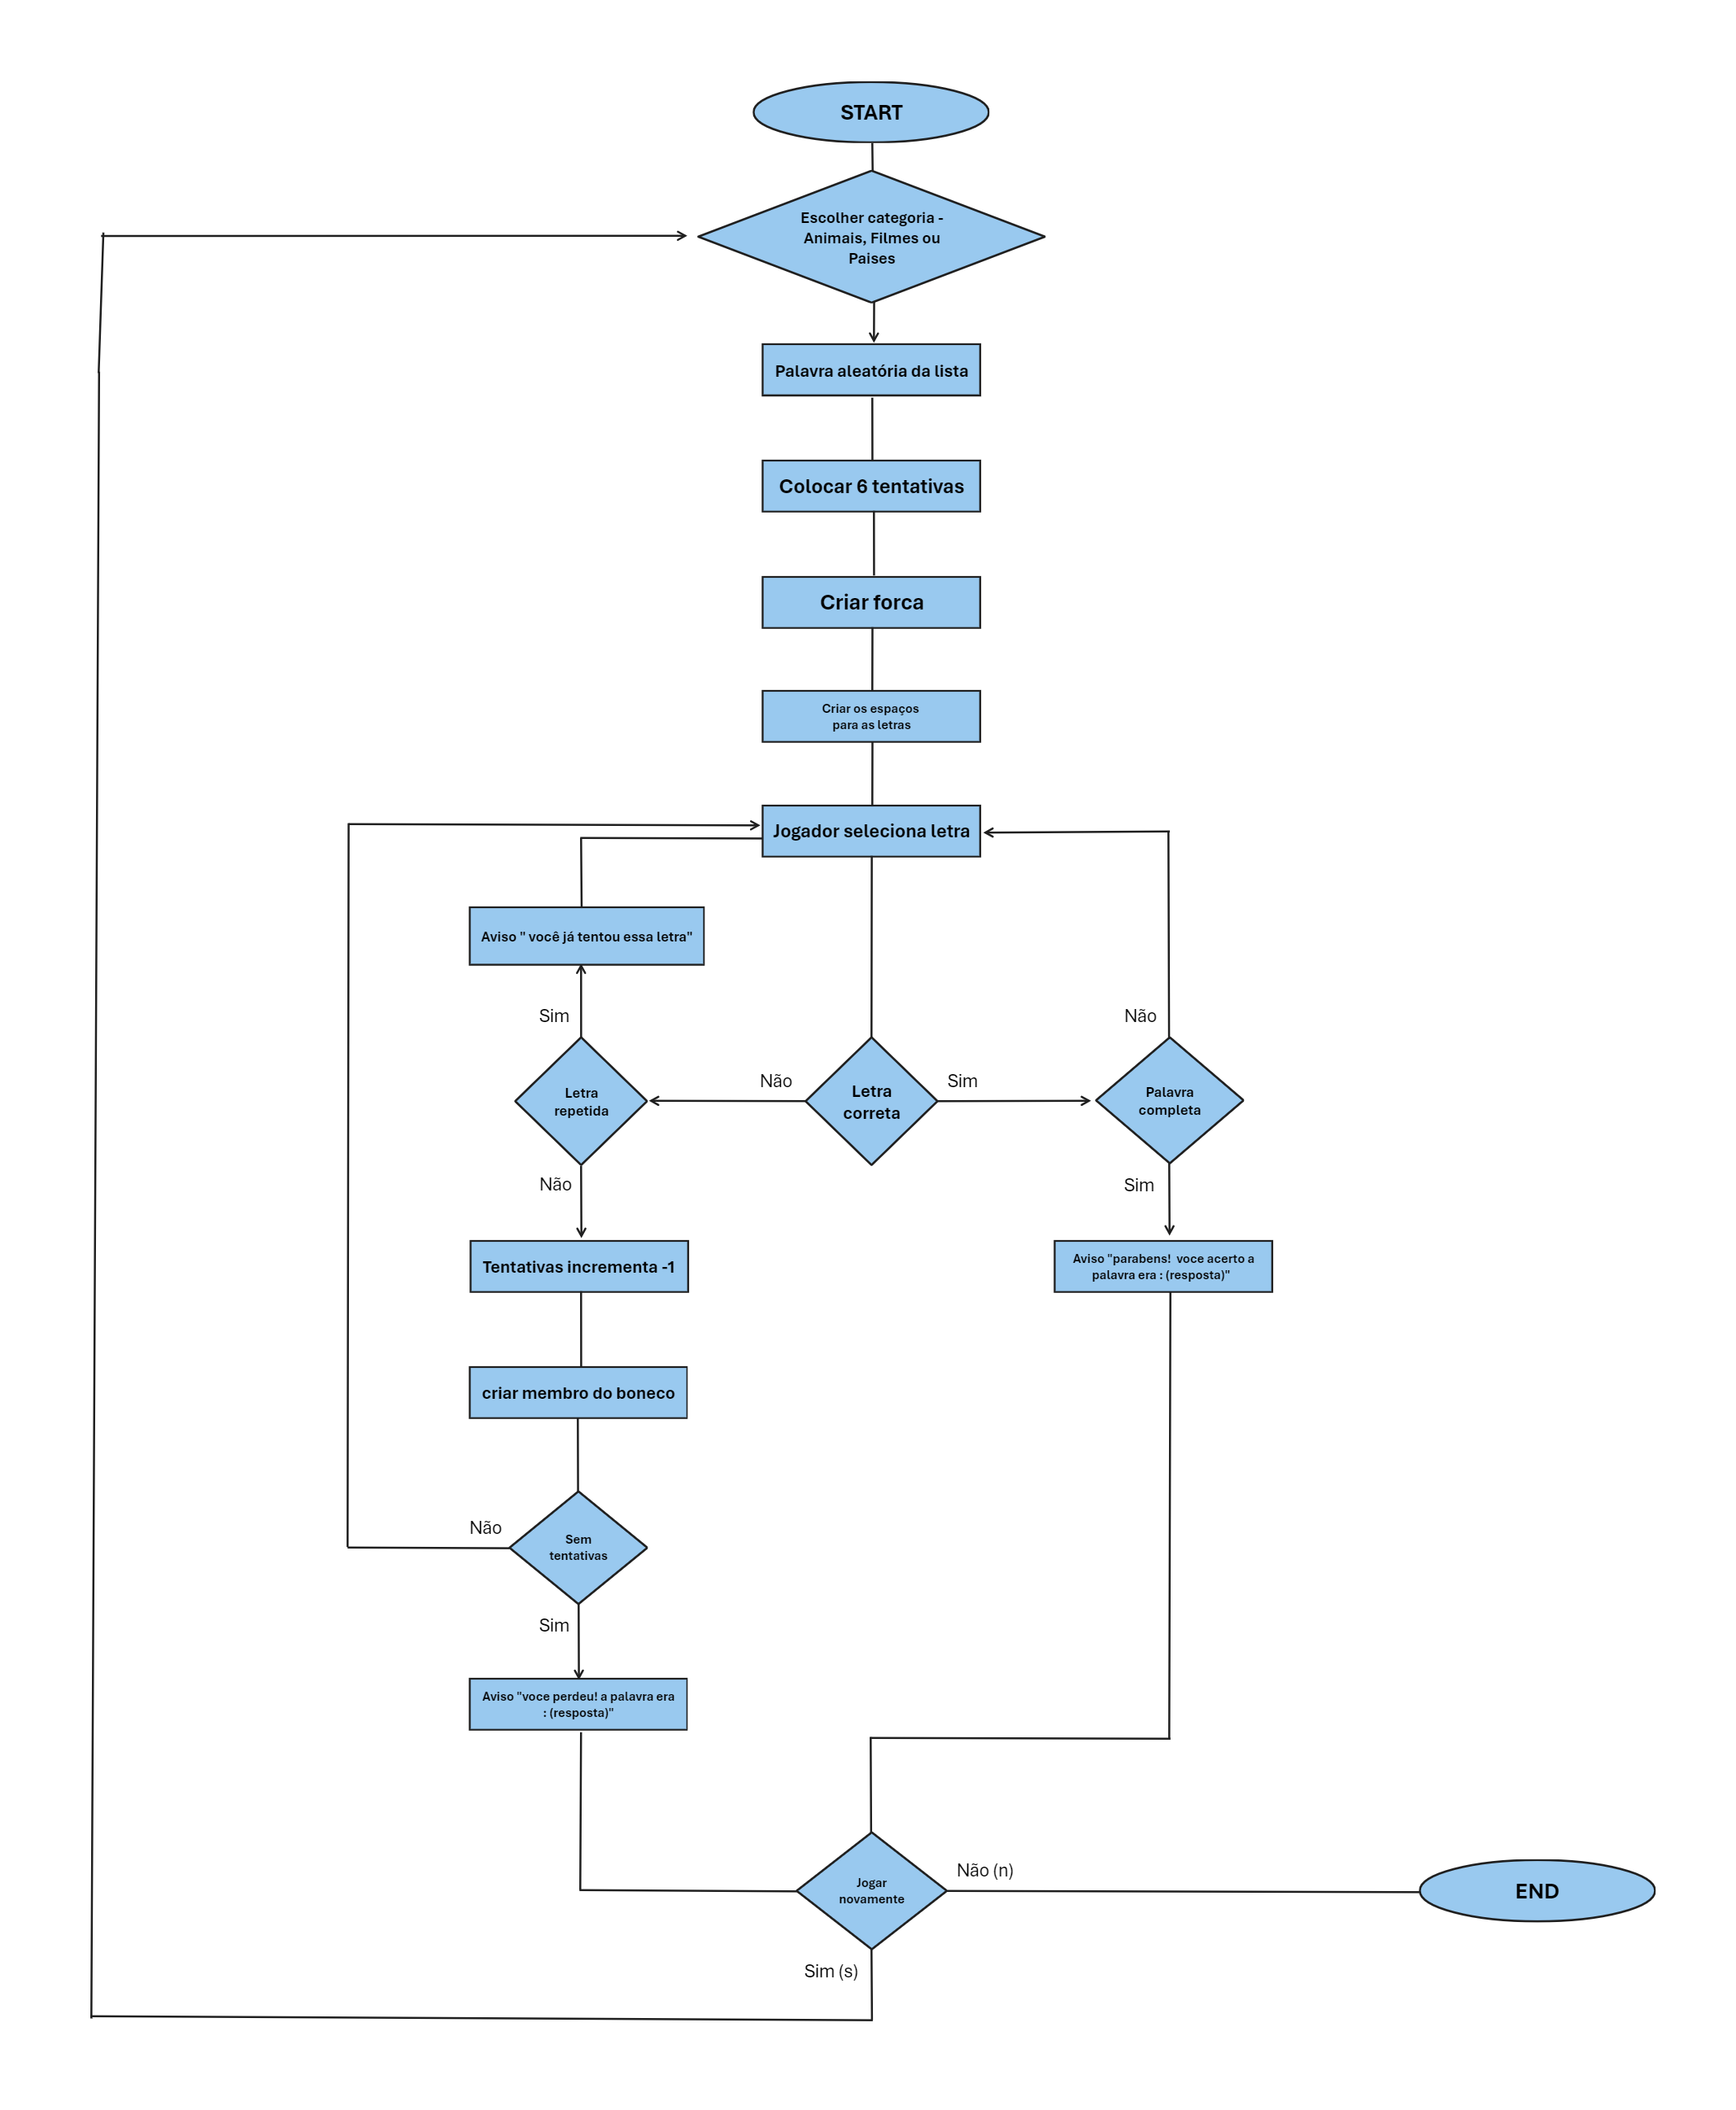 START
Escolher categoria -
Animais, Filmes ou
Paises
Palavra aleatória da lista
Colocar 6 tentativas
Criar forca
Criar os espaços
para as letras
Jogador seleciona letra
Aviso " você já tentou essa letra"
Sim
Não
Letra
repetida
Não
Letra
correta
Sim
Palavra
completa
Não
Sim
Tentativas incrementa -1
Aviso "parabens!  voce acerto a
palavra era : (resposta)"
criar membro do boneco
Não
Sem
tentativas
Sim
Aviso "voce perdeu! a palavra era
: (resposta)"
Jogar
novamente
Não (n)
END
Sim (s)